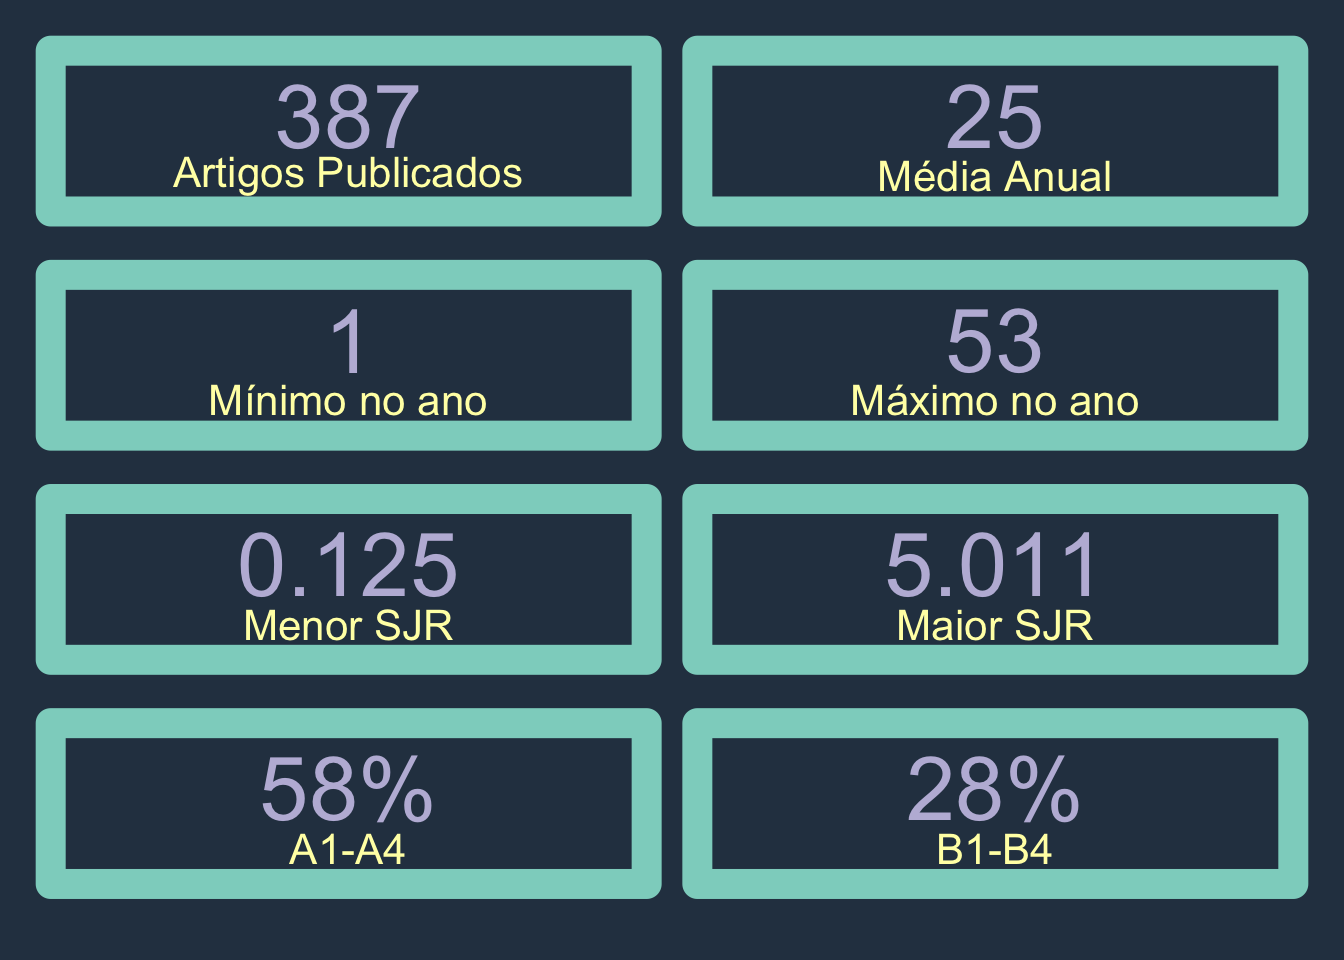 387
Artigos Publicados
25
Média Anual
1
Mínimo no ano
53
Máximo no ano
0.125
Menor SJR
5.011
Maior SJR
58%
A1-A4
28%
B1-B4